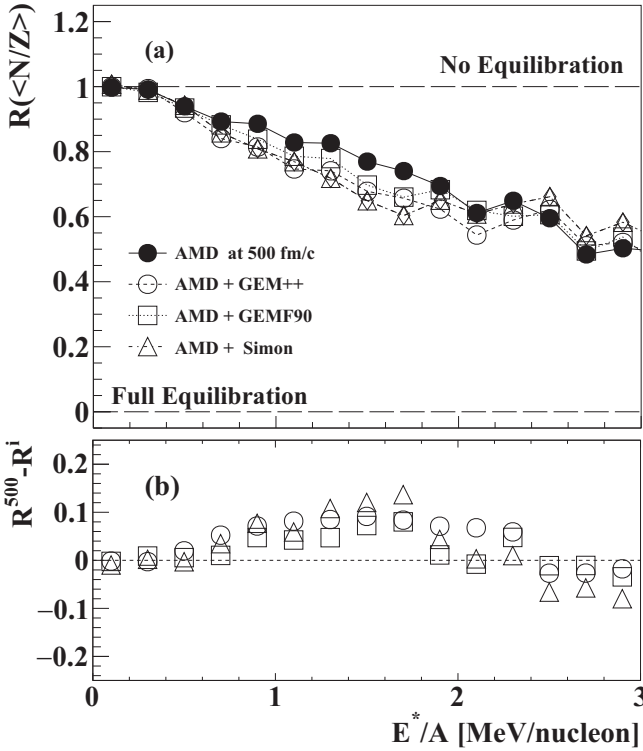 R(<N/Z>)
1.2
1
0.8
0.6
0.4
0.2
0
(a)
No Equilibration
AMD at 500 fm/c
AMD + GEM++
AMD + GEMF90
AMD + Simon
Full Equilibration
R⁵⁰⁰-Rⁱ
0.2
0.1
0
−0.1
−0.2
(b)
0 1 2 3
E*/A [MeV/nucleon]